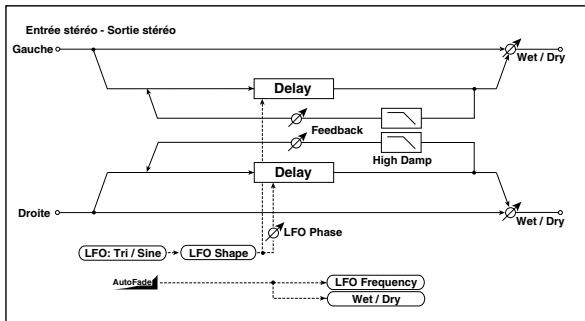 Entrée stéréo - Sortie stéréo
Gauche
Wet / Dry
Delay
Feedback
High Damp
Delay
Droite
Wet / Dry
LFO Phase
LFO: Tri / Sine
LFO Shape
AutoFade
LFO Frequency
Wet / Dry